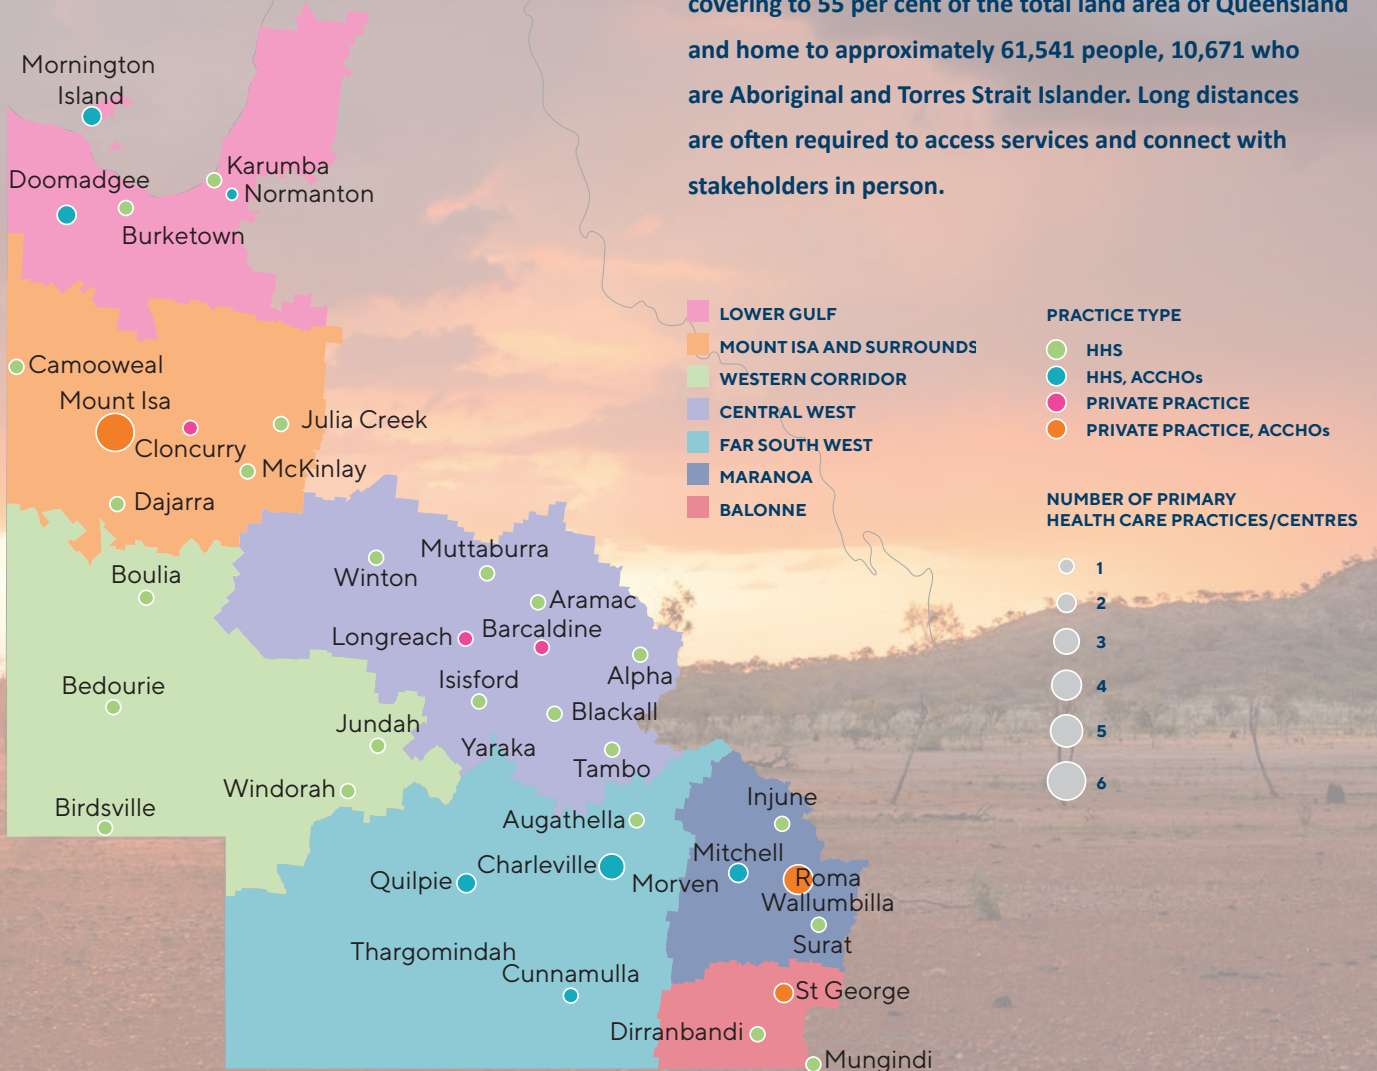 covering to 55 per cent of the total land area of Queensland
and home to approximately 61,541 people, 10,671 who
are Aboriginal and Torres Strait Islander. Long distances
are often required to access services and connect with
stakeholders in person.
Mornington
Island
Karumba
Doomadgee
Normanton
Burketown
Camooweal
Mount Isa
Julia Creek
Cloncurry
McKinlay
Dajarra
Boulia
Winton
Muttaburra
Aramac
Longreach
Barcaldine
Alpha
Isisford
Bedourie
Blackall
Jundah
Yaraka
Tambo
Windorah
Birdsville
Augathella
Injune
Charleville
Mitchell
Quilpie
Morven
Roma
Wallumbilla
Surat
Thargomindah
Cunnamulla
St George
Dirranbandi
Mungindi
LOWER GULF
MOUNT ISA AND SURROUNDS
WESTERN CORRIDOR
CENTRAL WEST
FAR SOUTH WEST
MARANOA
BALONNE
PRACTICE TYPE
HHS
HHS, ACCHOs
PRIVATE PRACTICE
PRIVATE PRACTICE, ACCHOs
NUMBER OF PRIMARY
HEALTH CARE PRACTICES/CENTRES
1
2
3
4
5
6